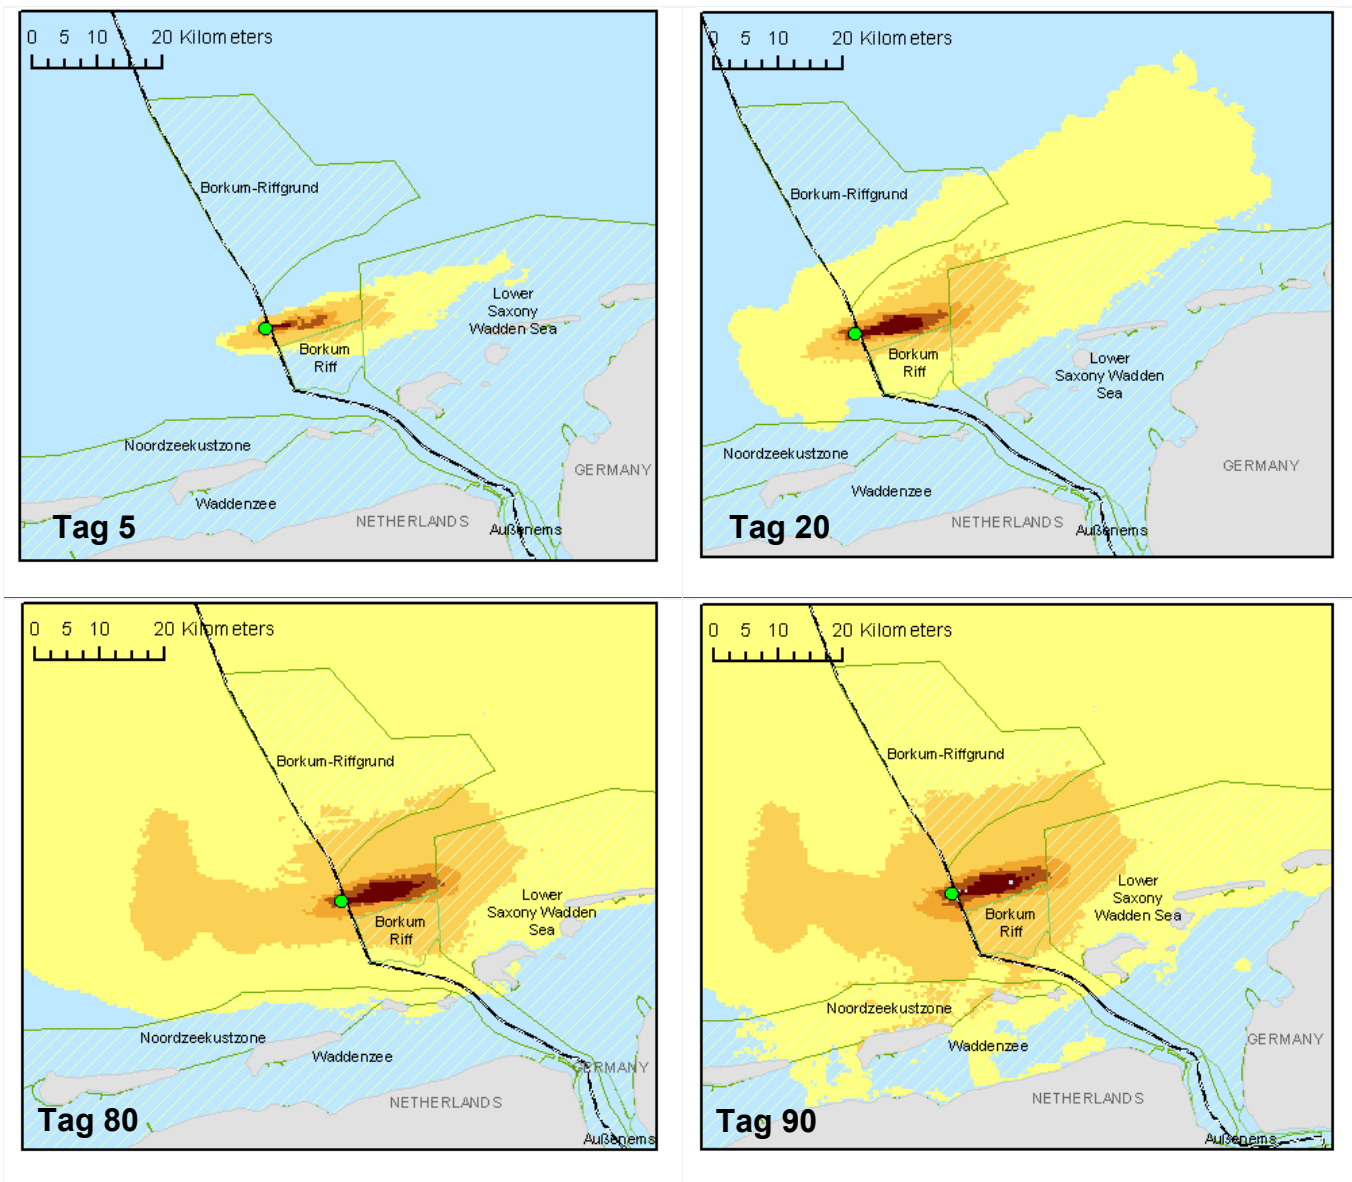 0 5 10 20 Kilometers
Borkum-Riffgrund
Lower
Saxony
Wadden Sea
Borkum
Riff
Noordzeekustzone
GERMANY
Waddenzee
NETHERLANDS
Außenems
Tag 5
0 5 10 20 Kilometers
Borkum-Riffgrund
Borkum
Riff
Lower
Saxony Wadden
Sea
Noordzeekustzone
GERMANY
Waddenzee
NETHERLANDS
Außenems
Tag 20
0 5 10 20 Kilometers
Borkum-Riffgrund
Lower
Saxony Wadden
Sea
Borkum
Riff
Noordzeekustzone
Waddenzee
GERMANY
NETHERLANDS
Tag 80
Außenems
0 5 10 20 Kilometers
Borkum-Riffgrund
Lower
Saxony
Wadden Sea
Borkum
Riff
Noordzeekustzone
GERMANY
Waddenzee
NETHERLANDS
Tag 90
Außenems